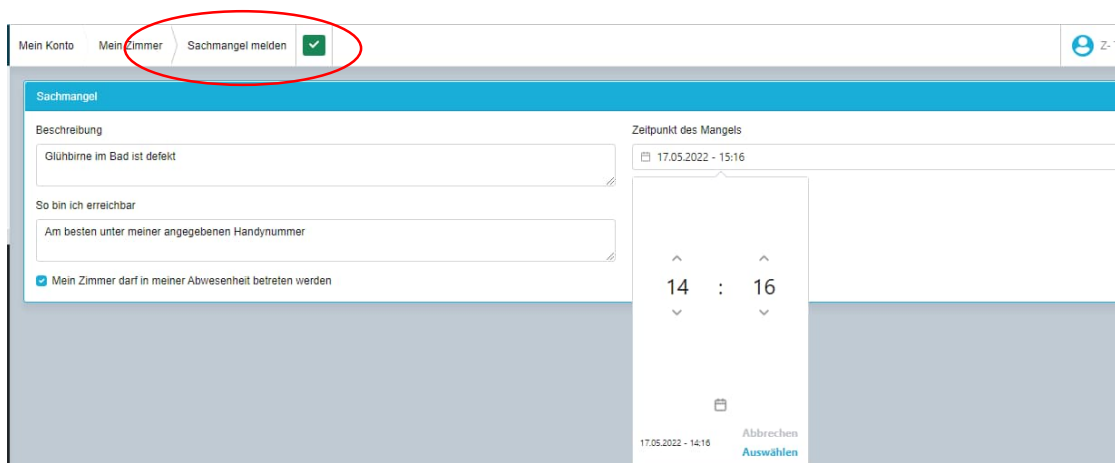 Mein Konto Mein Zimmer Sachmangel melden Z-
Sachmangel
Beschreibung
Glühbirne im Bad ist defekt
So bin ich erreichbar
Am besten unter meiner angegebenen Handynummer
Mein Zimmer darf in meiner Abwesenheit betreten werden
Zeitpunkt des Mangels
17.05.2022 - 15:16
14 : 16
17.05.2022 - 14:16
Abbrechen
Auswählen